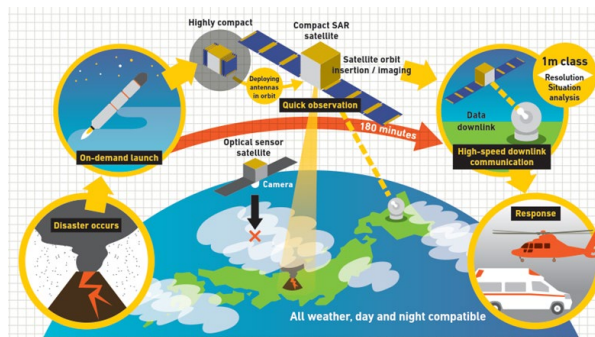 Highly compact
Compact SAR
satellite
Deploying
antennas
in orbit
Satellite orbit
insertion / imaging
1m class
Resolution
Situation
analysis
Quick observation
180 minutes
Data
downlink
High-speed downlink
communication
On-demand launch
Optical sensor
satellite
Camera
Disaster occurs
Response
All weather, day and night compatible